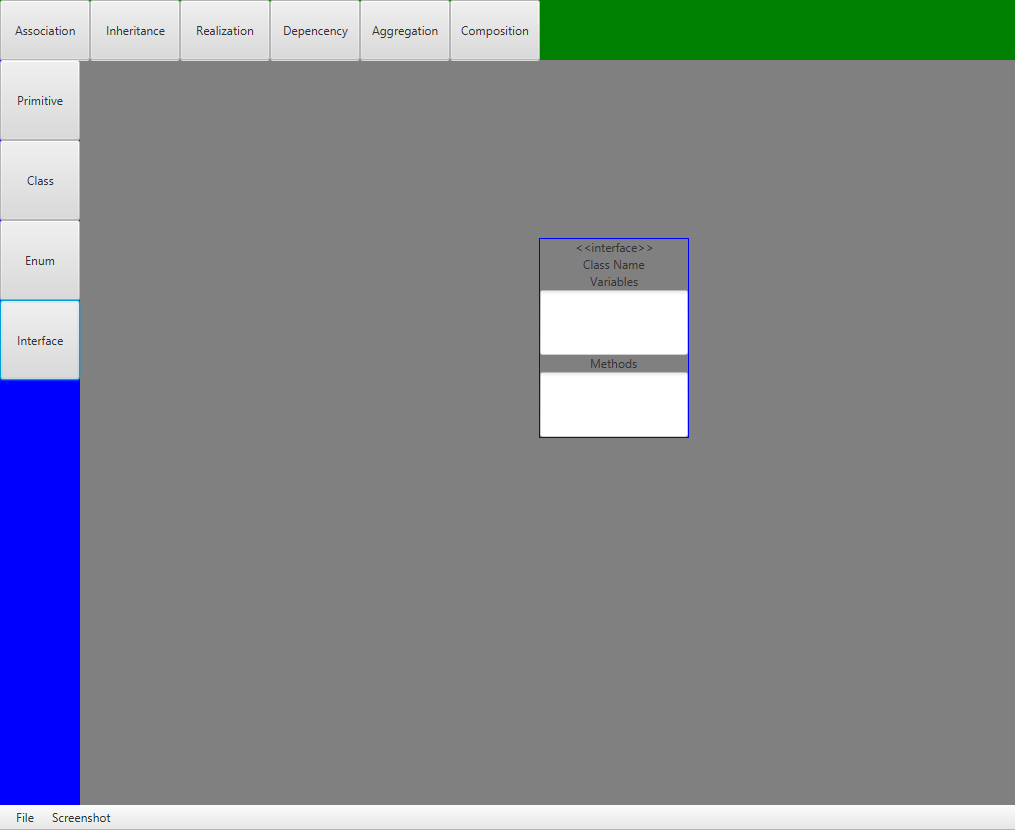 Association Inheritance Realization Depencency Aggregation Composition
Primitive
Class
Enum
Interface
<<interface>>
Class Name
Variables
Methods
File Screenshot